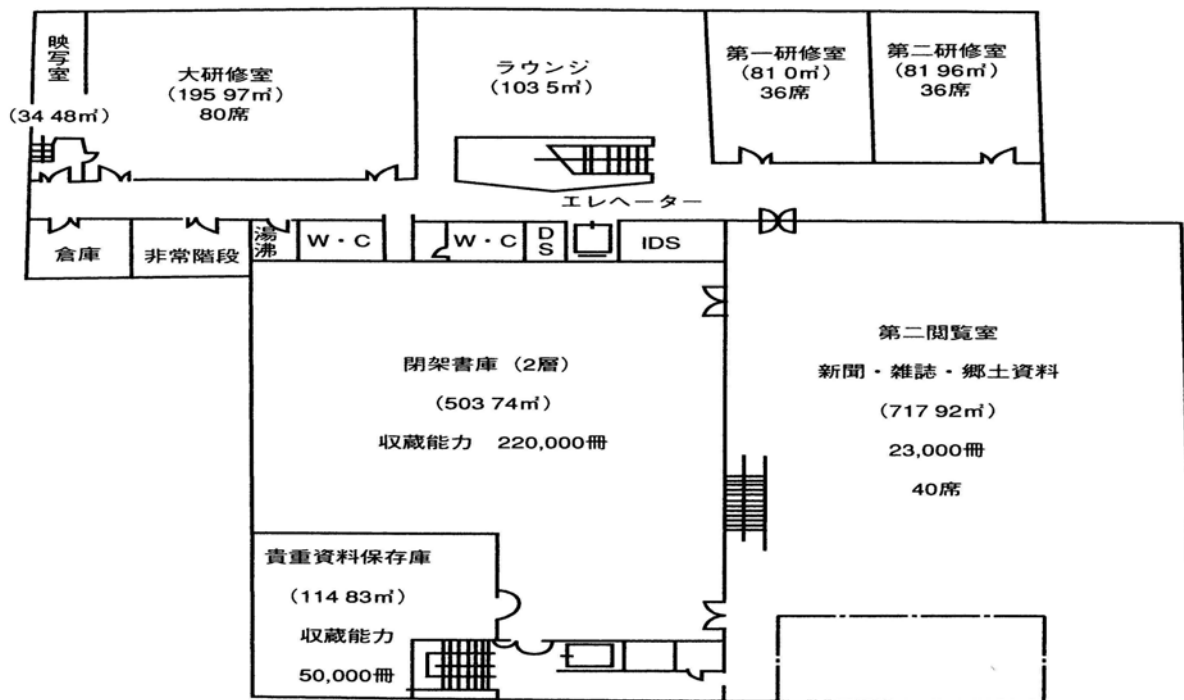 映写室
(34 48㎡)
大研修室
(195 97㎡)
80席
ラウンジ
(103 5㎡)
第一研修室
(81 0㎡)
36席
第二研修室
(81 96㎡)
36席
エレヘーター
倉庫
非常階段
湯沸
W・C
W・C
DS
IDS
閉架書庫 (2層)
(503 74㎡)
収蔵能力 220,000冊
第二閲覧室
新聞・雑誌・郷土資料
(717 92㎡)
23,000冊
40席
貴重資料保存庫
(114 83㎡)
収蔵能力
50,000冊